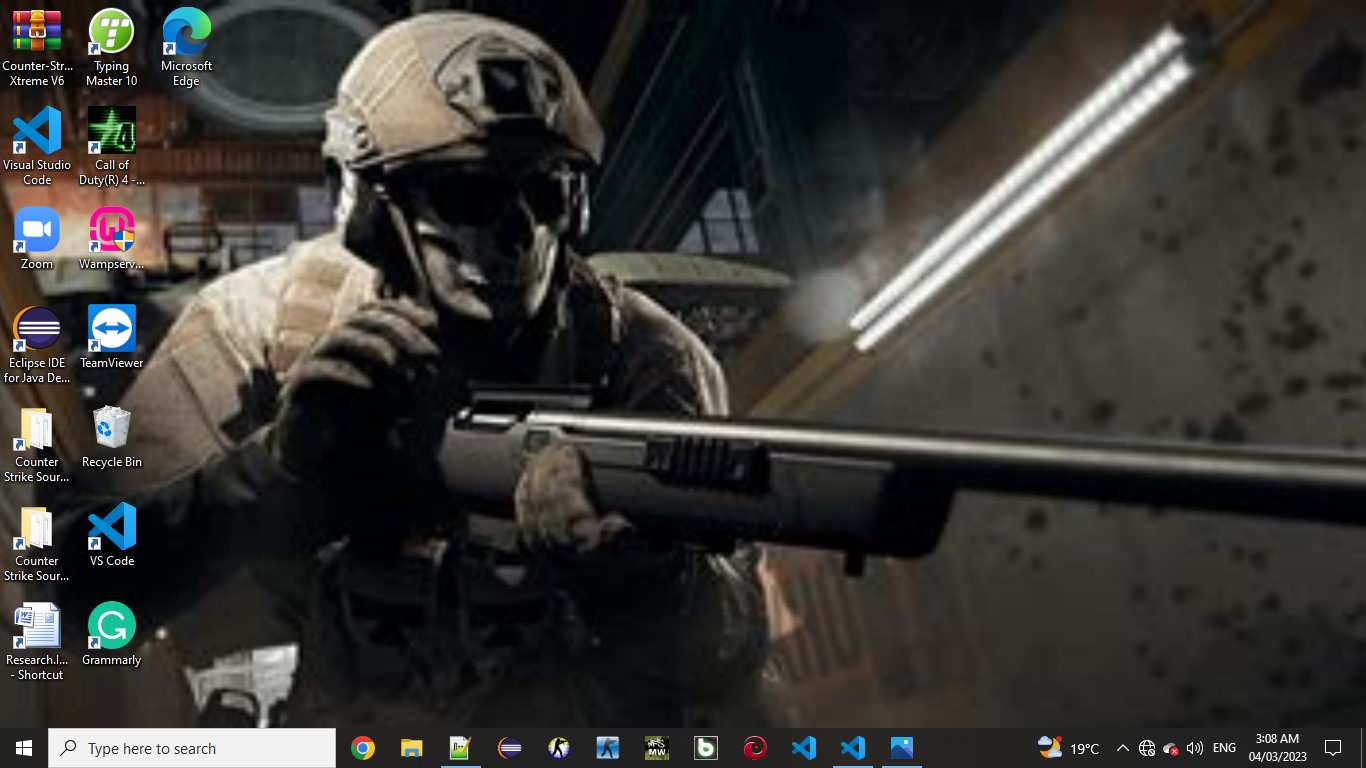 Counter-Str...
Xtreme V6
Typing
Master 10
Microsoft
Edge
Visual Studio
Code
Call of
Duty(R) 4 -...
Zoom
Wampserv...
Eclipse IDE
for Java De...
TeamViewer
Counter
Strike Sour...
Recycle Bin
Counter
Strike Sour...
VS Code
Research.l...
- Shortcut
Grammarly
Type here to search
MW
19°C
ENG
3:08 AM
04/03/2023